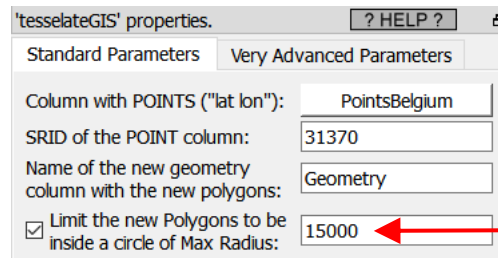 'tesselateGIS' properties. ? HELP ?
Standard Parameters Very Advanced Parameters
Column with POINTS ("lat lon"): PointsBelgium
SRID of the POINT column: 31370
Name of the new geometry
column with the new polygons: Geometry
Limit the new Polygons to be
inside a circle of Max Radius: 15000